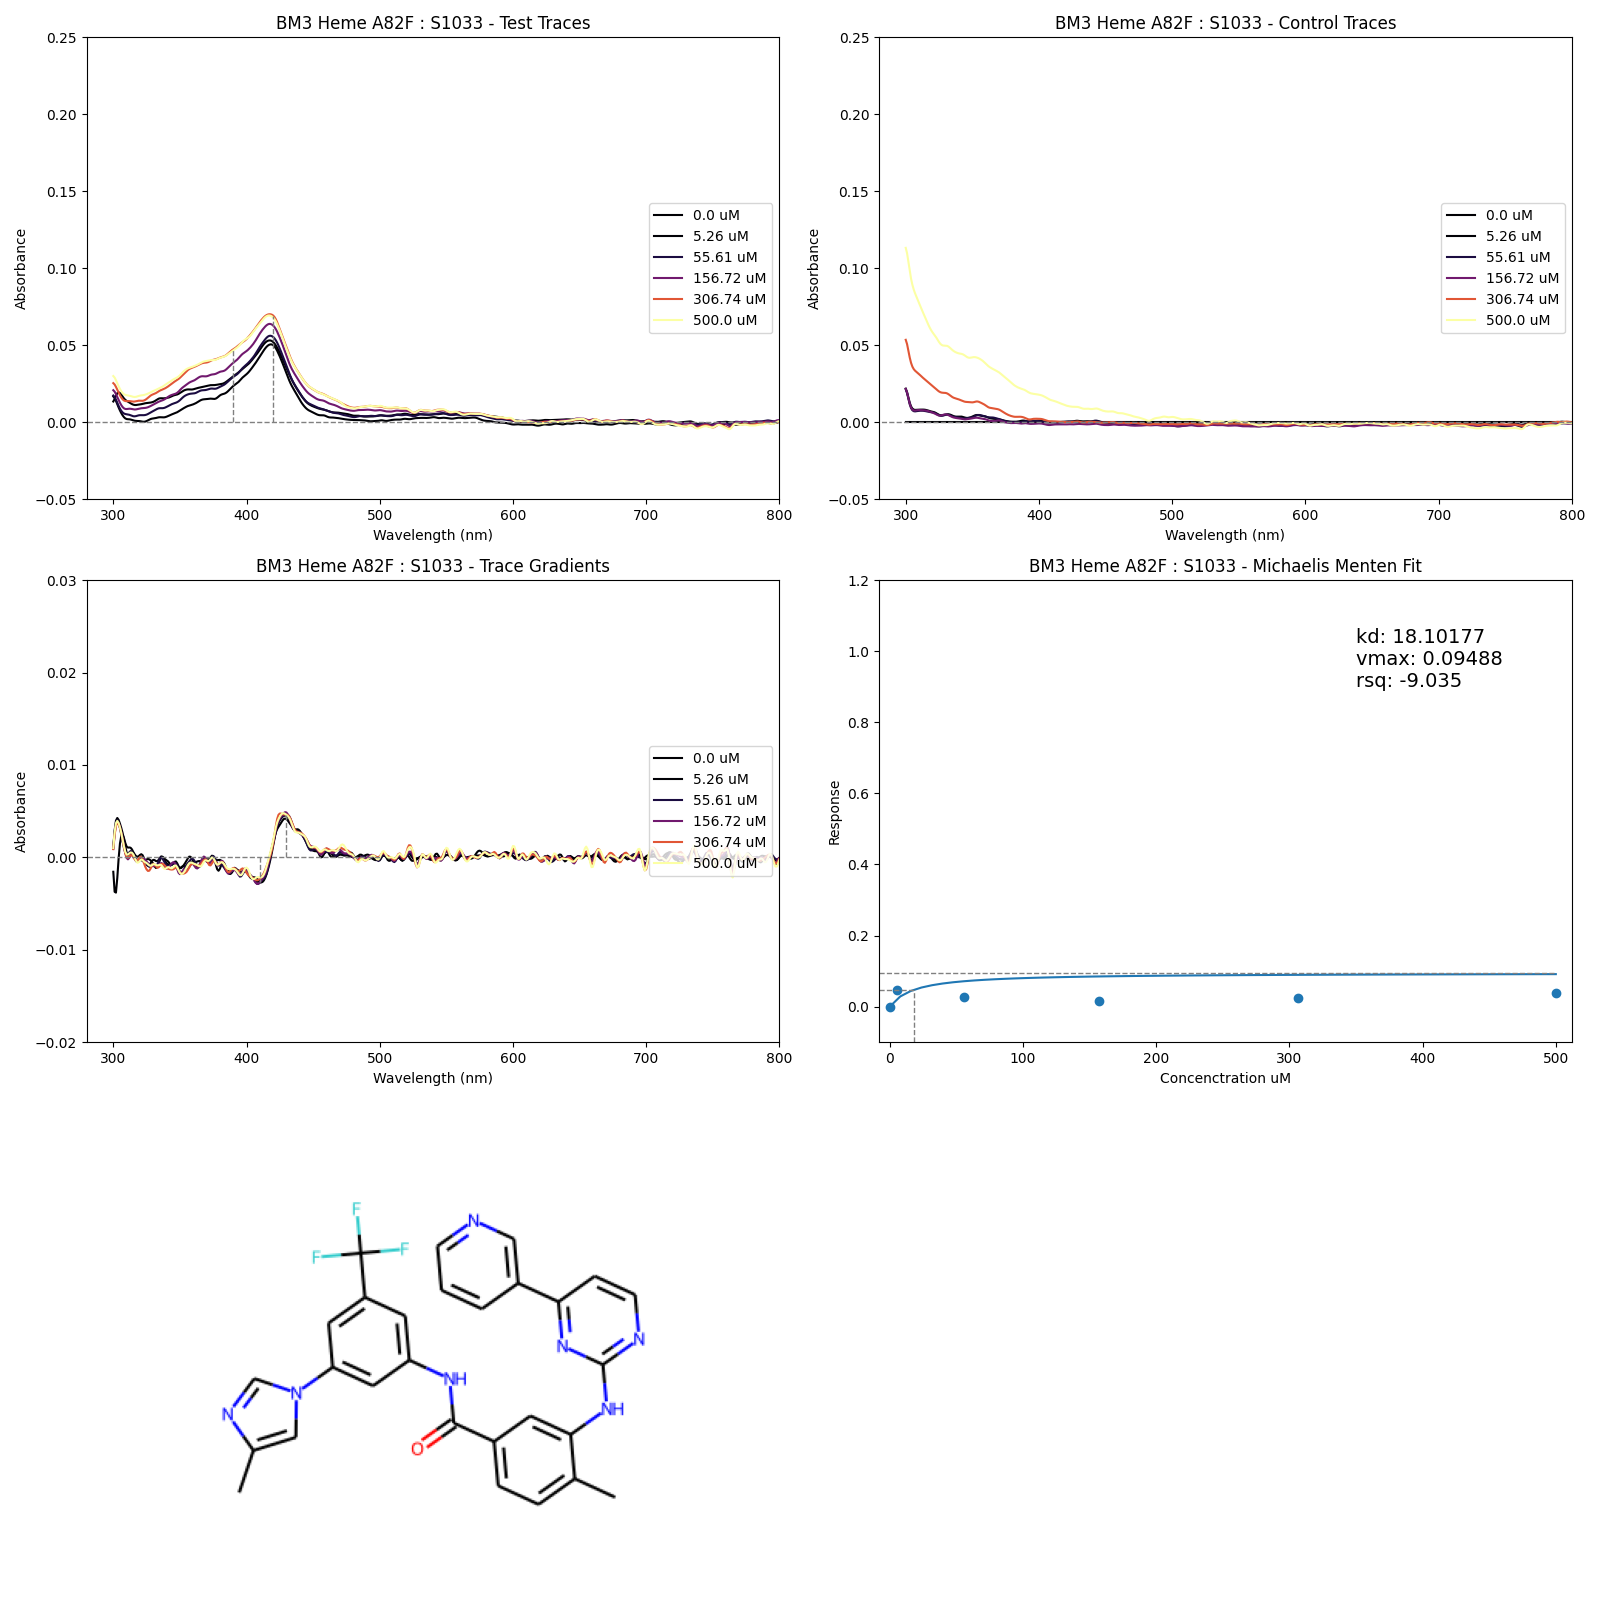 BM3 Heme A82F : S1033 - Test Traces
0.25
0.20
0.15
0.10
0.05
0.00
−0.05
Absorbance
300 400 500 600 700 800
Wavelength (nm)
0.0 uM
5.26 uM
55.61 uM
156.72 uM
306.74 uM
500.0 uM
BM3 Heme A82F : S1033 - Control Traces
0.25
0.20
0.15
0.10
0.05
0.00
−0.05
Absorbance
300 400 500 600 700 800
Wavelength (nm)
0.0 uM
5.26 uM
55.61 uM
156.72 uM
306.74 uM
500.0 uM
BM3 Heme A82F : S1033 - Trace Gradients
0.03
0.02
0.01
0.00
−0.01
−0.02
Absorbance
300 400 500 600 700 800
Wavelength (nm)
0.0 uM
5.26 uM
55.61 uM
156.72 uM
306.74 uM
500.0 uM
BM3 Heme A82F : S1033 - Michaelis Menten Fit
1.2
1.0
0.8
0.6
0.4
0.2
0.0
Response
0 100 200 300 400 500
Concenctration uM
kd: 18.10177
vmax: 0.09488
rsq: -9.035
F
F
F
N
N
N
N
N
NH
NH
O